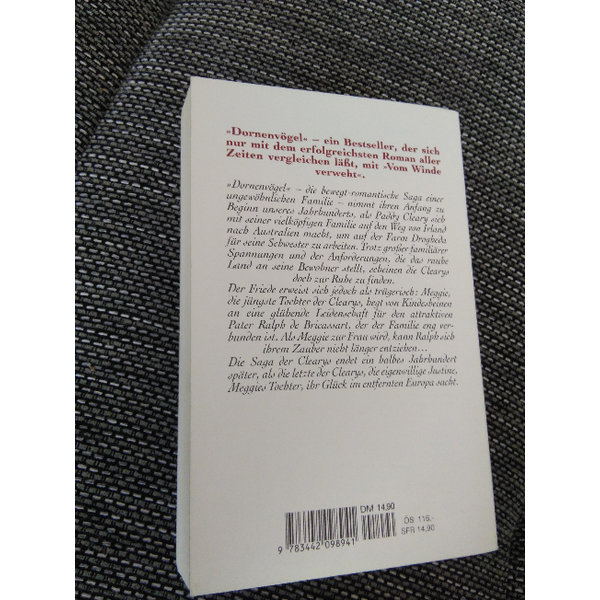 »Dornenvögel« – ein Bestseller, der sich
nur mit dem erfolgreichsten Roman aller
Zeiten vergleichen läßt, mit »Vom Winde
verweht«.
»Dornenvögel« – die bewegt-romantische Saga einer
ungewöhnlichen Familie – nimmt ihren Anfang zu
Beginn unseres Jahrhunderts, als Paddy Cleary sich
mit seiner vielköpfigen Familie auf den Weg von Irland
nach Australien macht, um auf der Farm Drogheda
für seine Schwester zu arbeiten. Trotz großer familiärer
Spannungen und der Anforderungen, die das rauhe
Land an seine Bewohner stellt, scheinen die Clearys
doch zur Ruhe zu finden.
Der Friede erweist sich jedoch als trügerisch: Meggie,
die jüngste Tochter der Clearys, hegt von Kindesbeinen
an eine glühende Leidenschaft für den attraktiven
Pater Ralph de Bricassart, der der Familie eng ver-
bunden ist. Als Meggie zur Frau wird, kann Ralph sich
ihrem Zauber nicht länger entziehen...
Die Saga der Clearys endet ein halbes Jahrhundert
später, als die letzte der Clearys, die eigenwillige Justine,
Meggies Tochter, ihr Glück im entfernten Europa sucht.
DM 14,90
ÖS 116,-
SFR 14,90
9 783442 098941